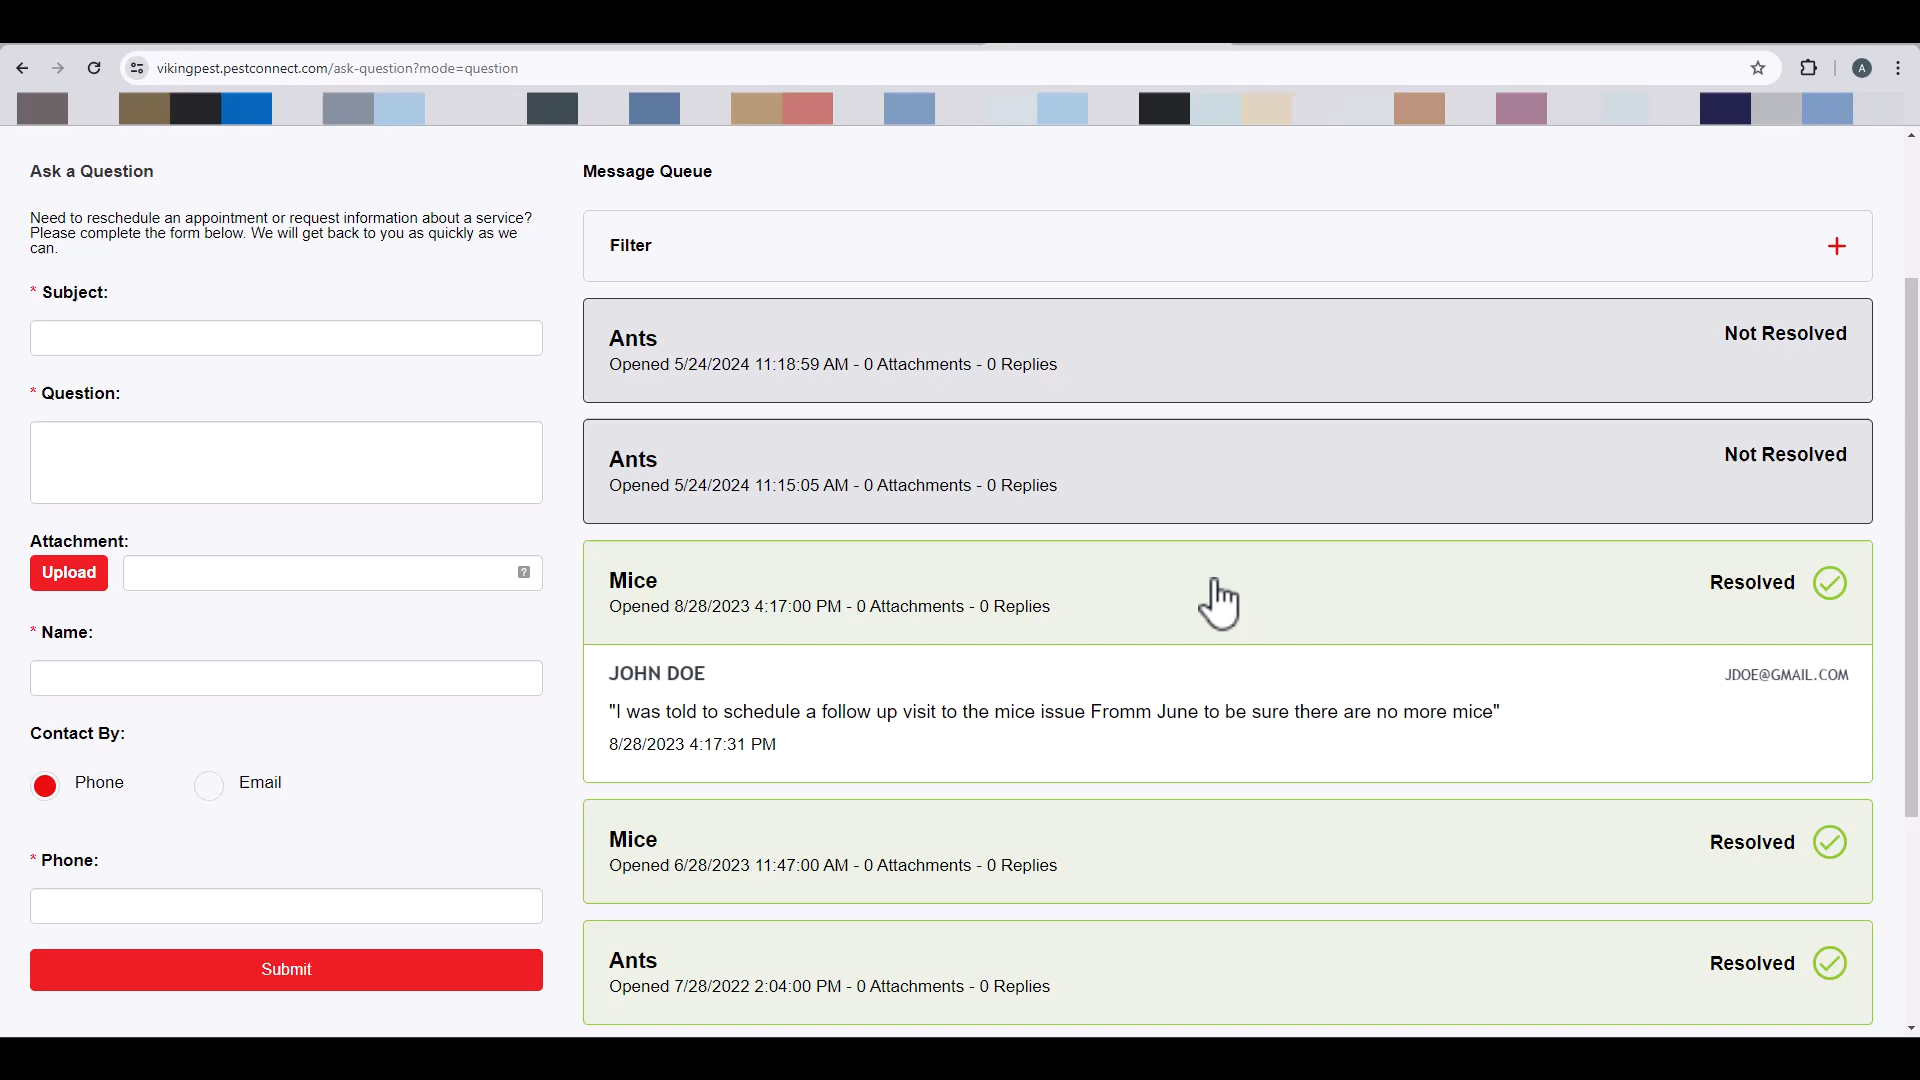 vikingpest.pestconnect.com/ask-question?mode=question
A
Ask a Question
Need to reschedule an appointment or request information about a service?
Please complete the form below. We will get back to you as quickly as we
can.
* Subject:
* Question:
Attachment:
Upload
?
* Name:
Contact By:
Phone
Email
* Phone:
Submit
Message Queue
Filter
+
Ants
Not Resolved
Opened 5/24/2024 11:18:59 AM - 0 Attachments - 0 Replies
Ants
Not Resolved
Opened 5/24/2024 11:15:05 AM - 0 Attachments - 0 Replies
Mice
Resolved
Opened 8/28/2023 4:17:00 PM - 0 Attachments - 0 Replies
JOHN DOE
JDOE@GMAIL.COM
"I was told to schedule a follow up visit to the mice issue Fromm June to be sure there are no more mice"
8/28/2023 4:17:31 PM
Mice
Resolved
Opened 6/28/2023 11:47:00 AM - 0 Attachments - 0 Replies
Ants
Resolved
Opened 7/28/2022 2:04:00 PM - 0 Attachments - 0 Replies